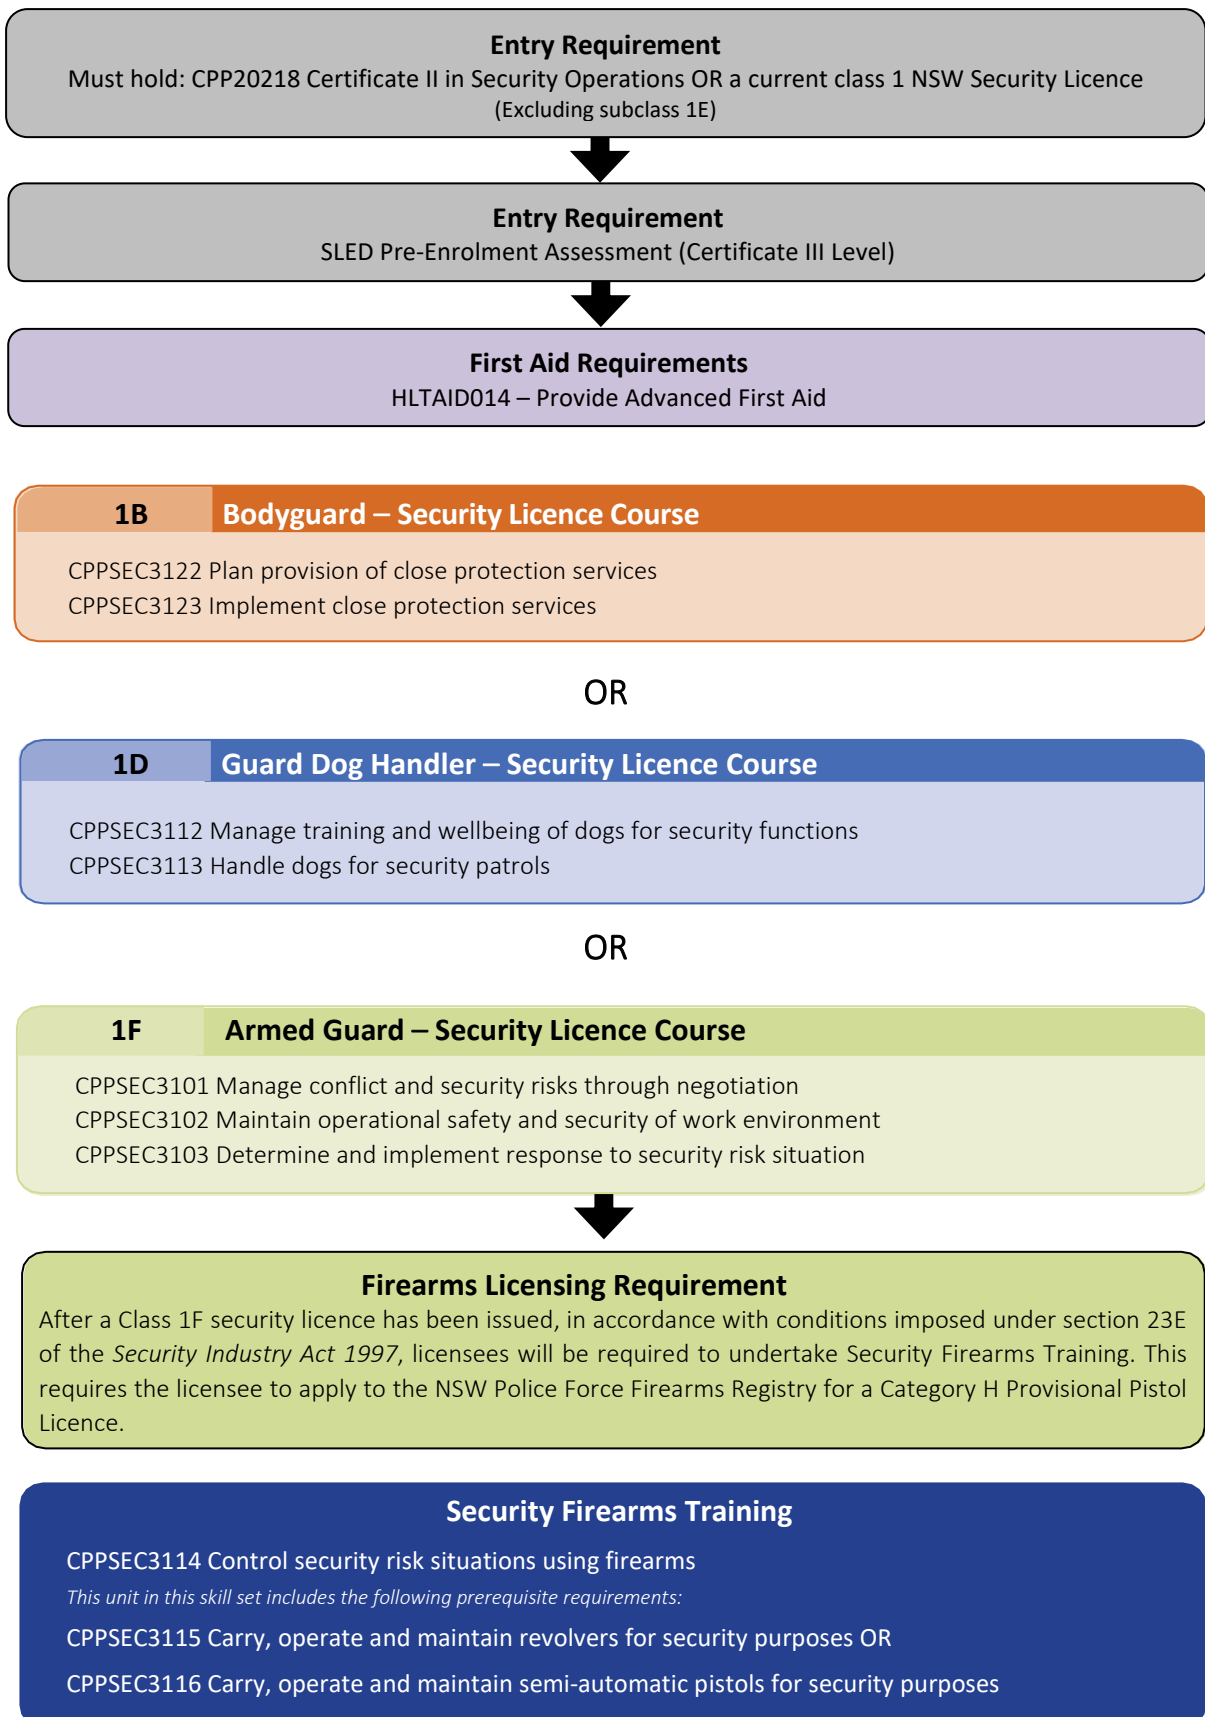 Entry Requirement
Must hold: CPP20218 Certificate II in Security Operations OR a current class 1 NSW Security Licence
(Excluding subclass 1E)
Entry Requirement
SLED Pre-Enrolment Assessment (Certificate III Level)
First Aid Requirements
HLTAID014 – Provide Advanced First Aid
1B Bodyguard – Security Licence Course
CPPSEC3122 Plan provision of close protection services
CPPSEC3123 Implement close protection services
OR
1D Guard Dog Handler – Security Licence Course
CPPSEC3112 Manage training and wellbeing of dogs for security functions
CPPSEC3113 Handle dogs for security patrols
OR
1F Armed Guard – Security Licence Course
CPPSEC3101 Manage conflict and security risks through negotiation
CPPSEC3102 Maintain operational safety and security of work environment
CPPSEC3103 Determine and implement response to security risk situation
Firearms Licensing Requirement
After a Class 1F security licence has been issued, in accordance with conditions imposed under section 23E
of the Security Industry Act 1997, licensees will be required to undertake Security Firearms Training. This
requires the licensee to apply to the NSW Police Force Firearms Registry for a Category H Provisional Pistol
Licence.
Security Firearms Training
CPPSEC3114 Control security risk situations using firearms
This unit in this skill set includes the following prerequisite requirements:
CPPSEC3115 Carry, operate and maintain revolvers for security purposes OR
CPPSEC3116 Carry, operate and maintain semi-automatic pistols for security purposes